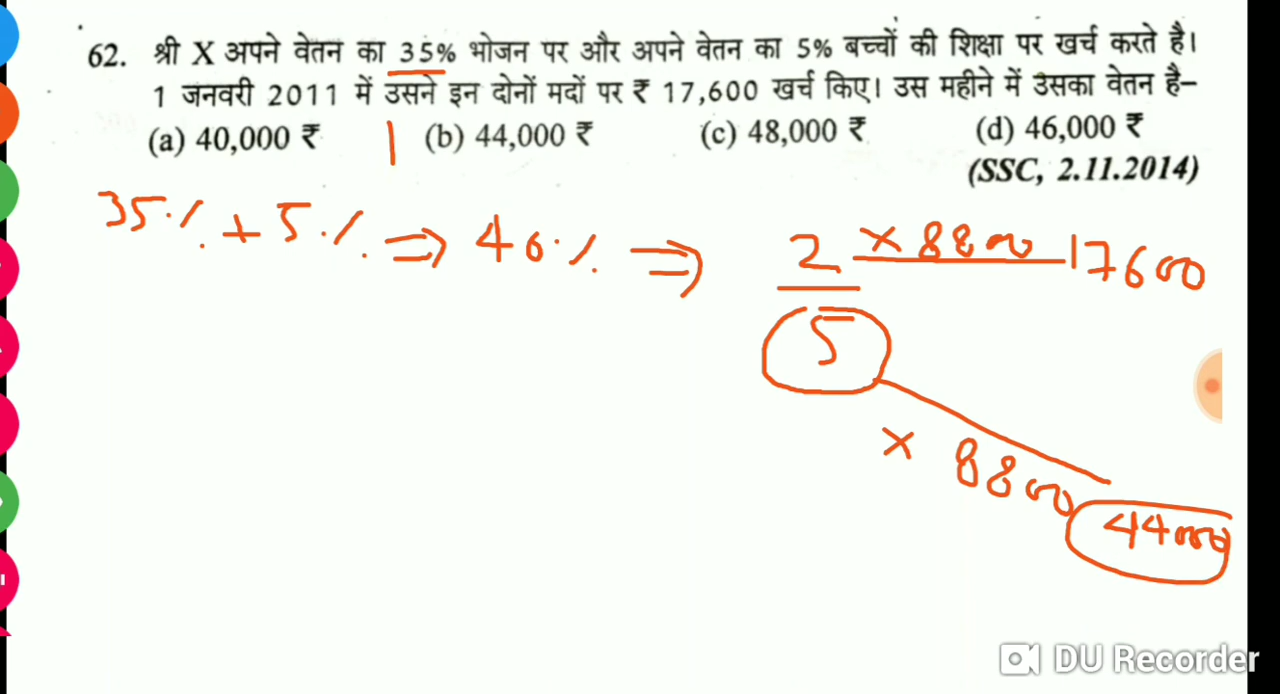 62. श्री X अपने वेतन का 35% भोजन पर और अपने वेतन का 5% बच्चों की शिक्षा पर खर्च करते है।
1 जनवरी 2011 में उसने इन दोनों मदों पर ₹ 17,600 खर्च किए। उस महीने में उसका वेतन है–
(a) 40,000 ₹ (b) 44,000 ₹ (c) 48,000 ₹ (d) 46,000 ₹
(SSC, 2.11.2014)
35% + 5% ⇒ 40% ⇒ 2 × 8800 17600
5
× 8800
44000
DU Recorder